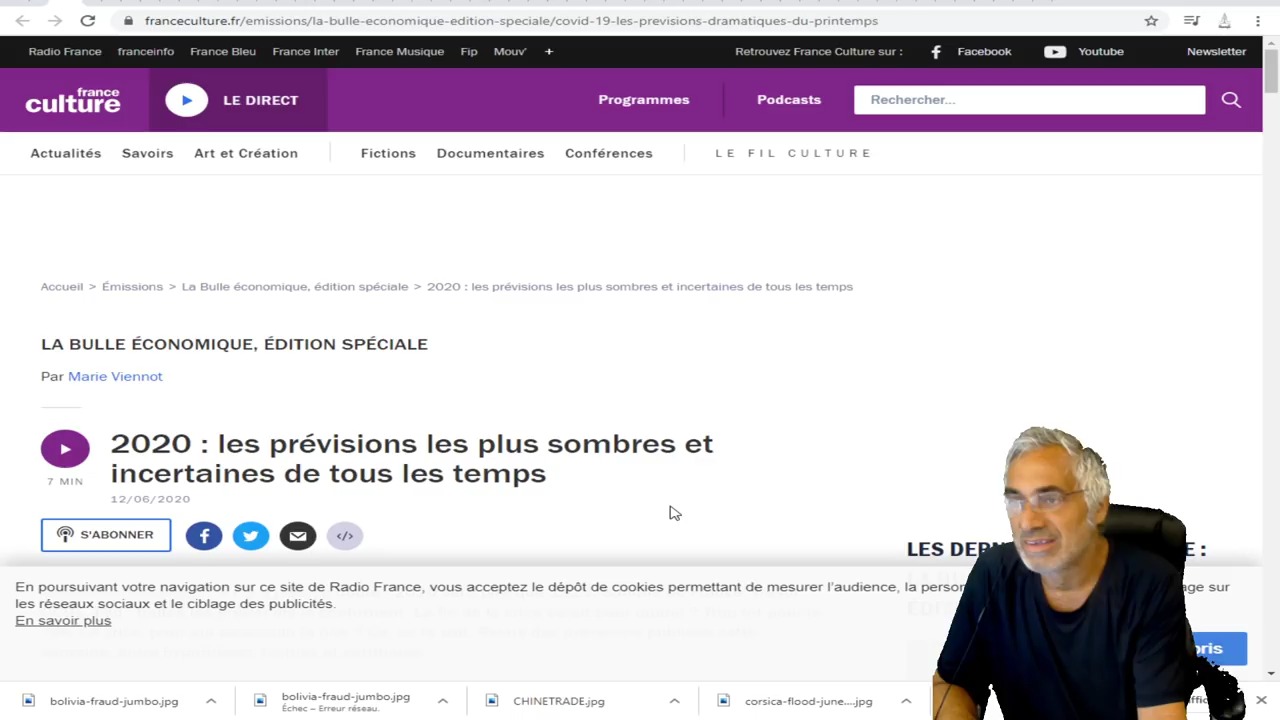 franceculture.fr/emissions/la-bulle-economique-edition-speciale/covid-19-les-previsions-dramatiques-du-printemps
Radio France franceinfo France Bleu France Inter France Musique Fip Mouv' + Retrouvez France Culture sur : Facebook Youtube Newsletter
france culture LE DIRECT Programmes Podcasts Rechercher...
Actualités Savoirs Art et Création Fictions Documentaires Conférences LE FIL CULTURE
Accueil > Émissions > La Bulle économique, édition spéciale > 2020 : les prévisions les plus sombres et incertaines de tous les temps
LA BULLE ÉCONOMIQUE, ÉDITION SPÉCIALE
Par Marie Viennot
2020 : les prévisions les plus sombres et
incertaines de tous les temps
7 MIN
12/06/2020
S'ABONNER
LES DER :
En poursuivant votre navigation sur ce site de Radio France, vous acceptez le dépôt de cookies permettant de mesurer l'audience, la person age sur
les réseaux sociaux et le ciblage des publicités.
En savoir plus
pris
bolivia-fraud-jumbo.jpg bolivia-fraud-jumbo.jpg CHINETRADE.jpg corsica-flood-june....jpg
Échec – Erreur réseau.